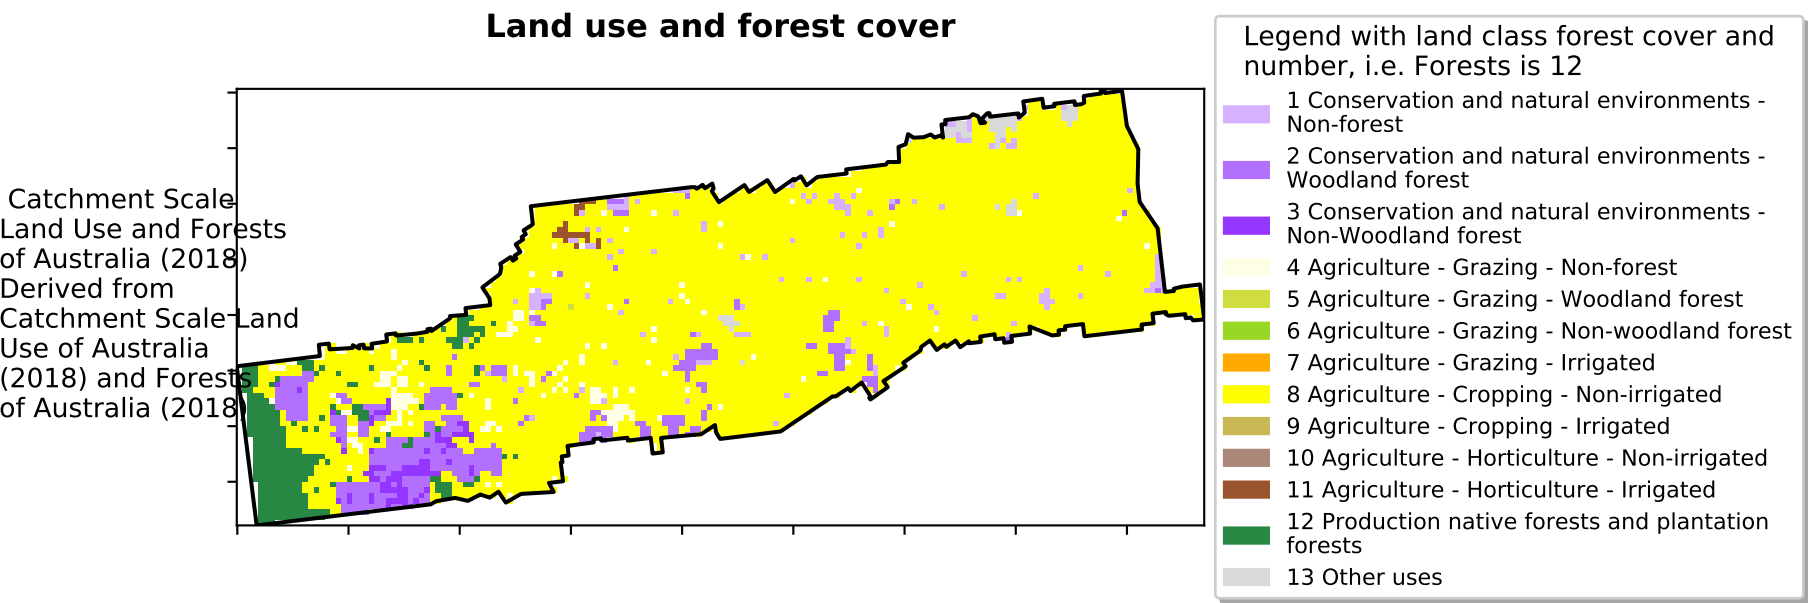 Land use and forest cover
Catchment Scale
Land Use and Forests
of Australia (2018)
Derived from
Catchment Scale Land
Use of Australia
(2018) and Forests
of Australia (2018)
Legend with land class forest cover and
number, i.e. Forests is 12
1 Conservation and natural environments -
Non-forest
2 Conservation and natural environments -
Woodland forest
3 Conservation and natural environments -
Non-Woodland forest
4 Agriculture - Grazing - Non-forest
5 Agriculture - Grazing - Woodland forest
6 Agriculture - Grazing - Non-woodland forest
7 Agriculture - Grazing - Irrigated
8 Agriculture - Cropping - Non-irrigated
9 Agriculture - Cropping - Irrigated
10 Agriculture - Horticulture - Non-irrigated
11 Agriculture - Horticulture - Irrigated
12 Production native forests and plantation
forests
13 Other uses